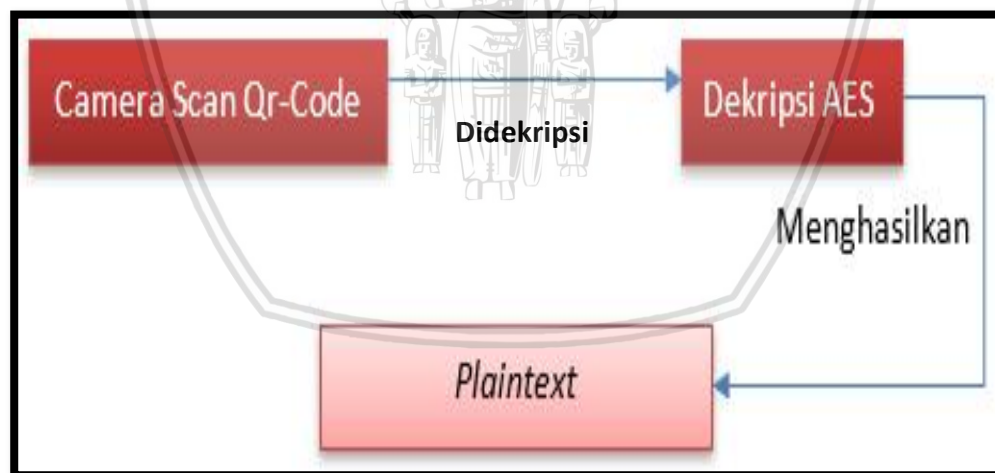 Camera Scan Qr-Code
Didekripsi
Dekripsi AES
Menghasilkan
Plaintext